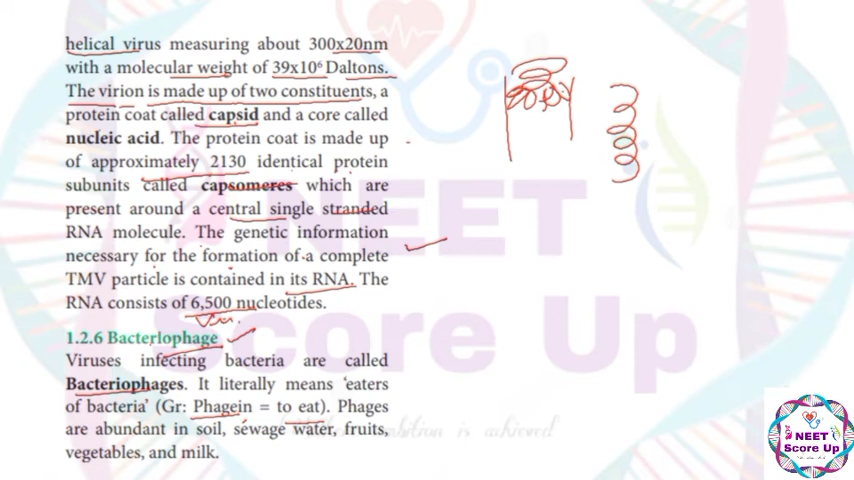 helical virus measuring about 300x20nm
with a molecular weight of 39x10⁶ Daltons.
The virion is made up of two constituents, a
protein coat called capsid and a core called
nucleic acid. The protein coat is made up
of approximately 2130 identical protein
subunits called capsomeres which are
present around a central single stranded
RNA molecule. The genetic information
necessary for the formation of a complete
TMV particle is contained in its RNA. The
RNA consists of 6,500 nucleotides.
1.2.6 Bacteriophage
Viruses infecting bacteria are called
Bacteriophages. It literally means ‘eaters
of bacteria’ (Gr: Phagein = to eat). Phages
are abundant in soil, sewage water, fruits,
vegetables, and milk.
NEET
Score Up
is achieved
NEET
Score Up